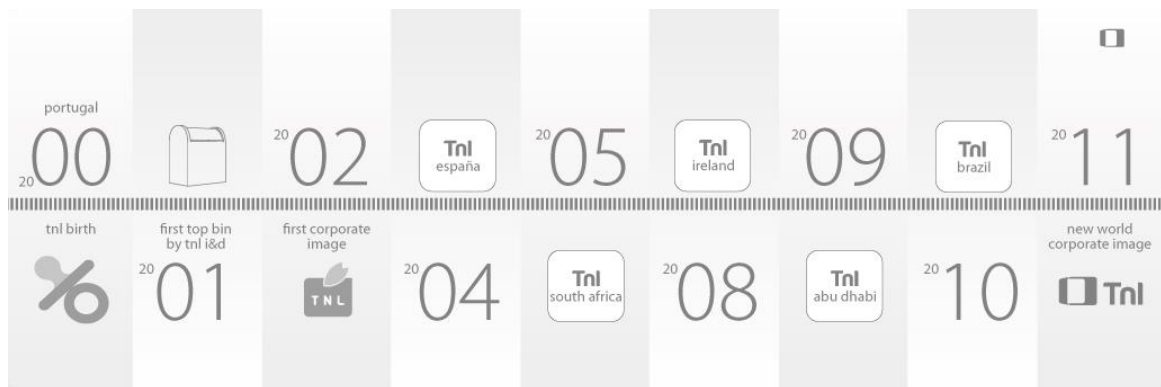 portugal
2000
tnl birth
first top bin
by tnl i&d
2001
2002
first corporate
image
TNL
Tnl
españa
2004
2005
Tnl
south africa
Tnl
ireland
2008
2009
Tnl
abu dhabi
Tnl
brazil
2010
2011
new world
corporate image
Tnl